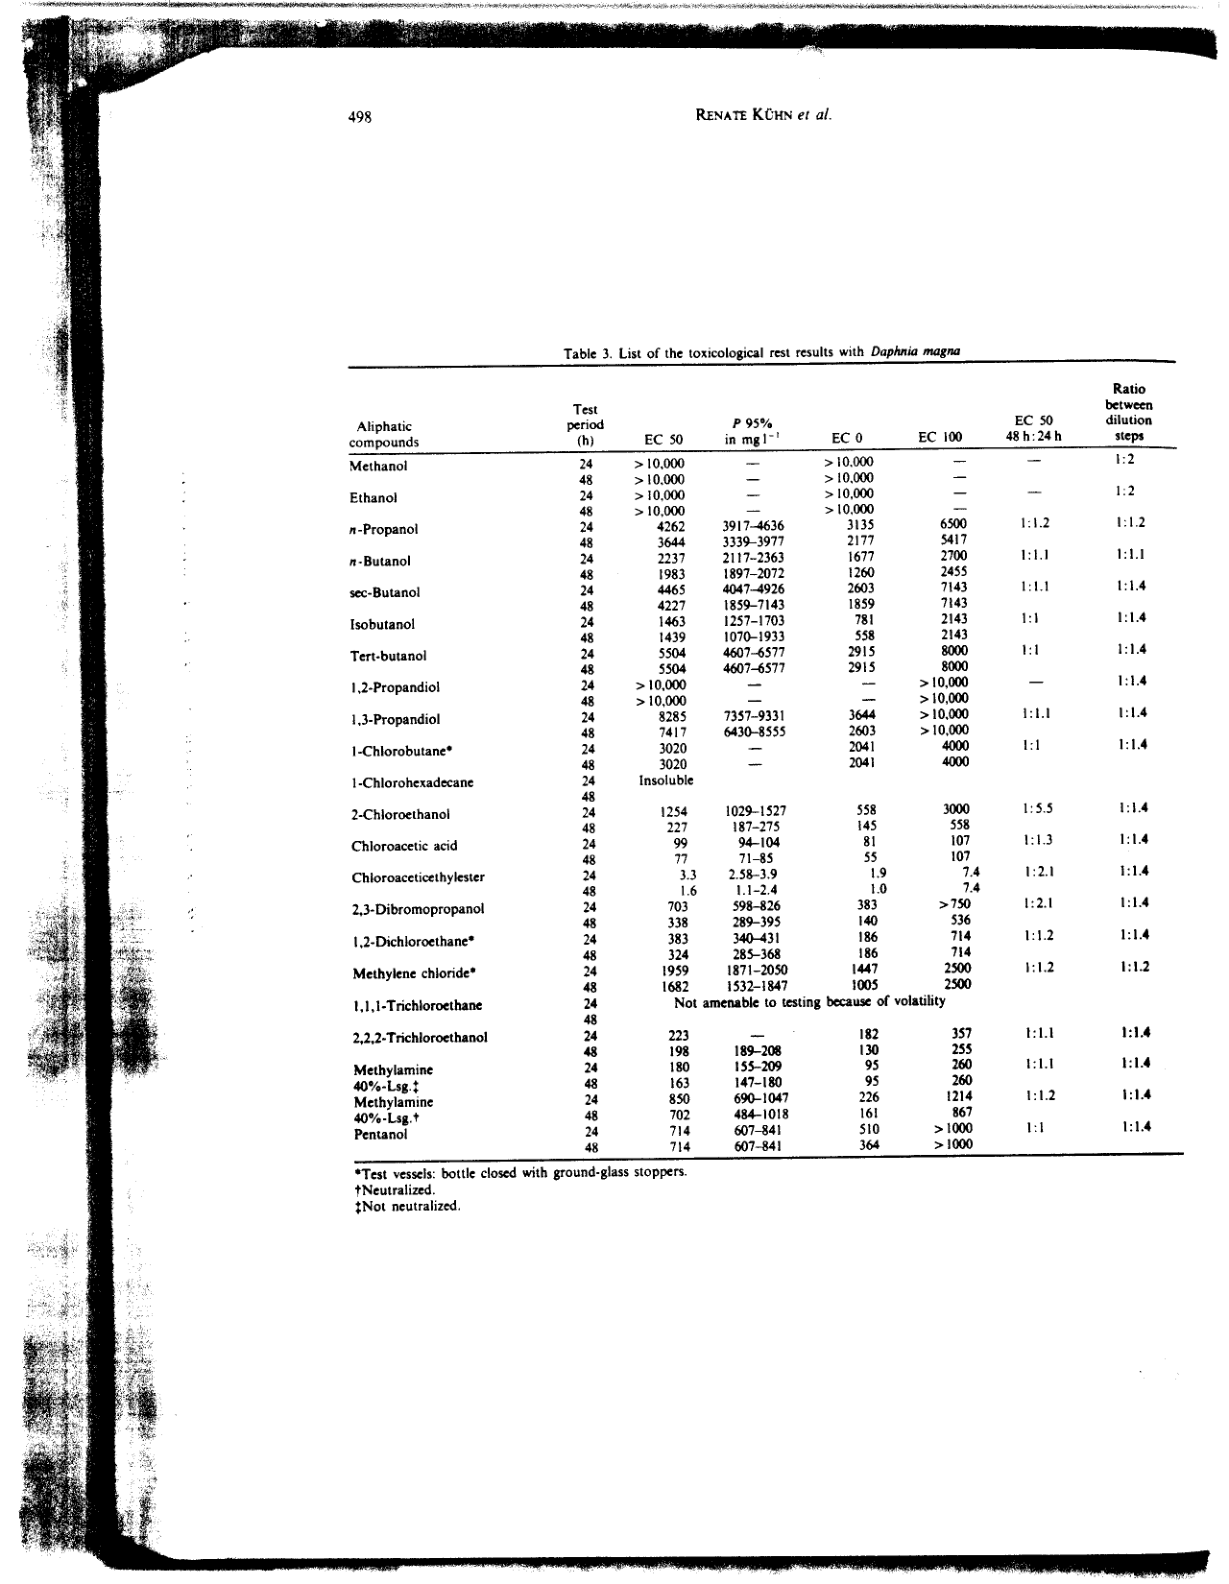 498 RENATE KÜHN et al.
Table 3. List of the toxicological rest results with Daphnia magna
Aliphatic compounds Test period (h) EC 50 P 95% in mg l⁻¹ EC 0 EC 100 EC 50 48 h:24 h Ratio between dilution steps
Methanol 24 >10,000 — >10,000 — — 1:2
48 >10,000 — >10,000 —
Ethanol 24 >10,000 — >10,000 — — 1:2
48 >10,000 — >10,000 —
n-Propanol 24 4262 3917–4636 3135 6500 1:1.2 1:1.2
48 3644 3339–3977 2177 5417
n-Butanol 24 2237 2117–2363 1677 2700 1:1.1 1:1.1
48 1983 1897–2072 1260 2455
sec-Butanol 24 4465 4047–4926 2603 7143 1:1.1 1:1.4
48 4227 1859–7143 1859 7143
Isobutanol 24 1463 1257–1703 781 2143 1:1 1:1.4
48 1439 1070–1933 558 2143
Tert-butanol 24 5504 4607–6577 2915 8000 1:1 1:1.4
48 5504 4607–6577 2915 8000
1,2-Propandiol 24 >10,000 — — >10,000 — 1:1.4
48 >10,000 — — >10,000
1,3-Propandiol 24 8285 7357–9331 3644 >10,000 1:1.1 1:1.4
48 7417 6430–8555 2603 >10,000
1-Chlorobutane* 24 3020 — 2041 4000 1:1 1:1.4
48 3020 — 2041 4000
1-Chlorohexadecane 24 Insoluble
48
2-Chloroethanol 24 1254 1029–1527 558 3000 1:5.5 1:1.4
48 227 187–275 145 558
Chloroacetic acid 24 99 94–104 81 107 1:1.3 1:1.4
48 77 71–85 55 107
Chloroaceticethylester 24 3.3 2.58–3.9 1.9 7.4 1:2.1 1:1.4
48 1.6 1.1–2.4 1.0 7.4
2,3-Dibromopropanol 24 703 598–826 383 >750 1:2.1 1:1.4
48 338 289–395 140 536
1,2-Dichloroethane* 24 383 340–431 186 714 1:1.2 1:1.4
48 324 285–368 186 714
Methylene chloride* 24 1959 1871–2050 1447 2500 1:1.2 1:1.2
48 1682 1532–1847 1005 2500
1,1,1-Trichloroethane 24 Not amenable to testing because of volatility
48
2,2,2-Trichloroethanol 24 223 — 182 357 1:1.1 1:1.4
48 198 189–208 130 255
Methylamine 24 180 155–209 95 260 1:1.1 1:1.4
40%-Lsg.‡ 48 163 147–180 95 260
Methylamine 24 850 690–1047 226 1214 1:1.2 1:1.4
40%-Lsg.† 48 702 484–1018 161 867
Pentanol 24 714 607–841 510 >1000 1:1 1:1.4
48 714 607–841 364 >1000
*Test vessels: bottle closed with ground-glass stoppers.
†Neutralized.
‡Not neutralized.